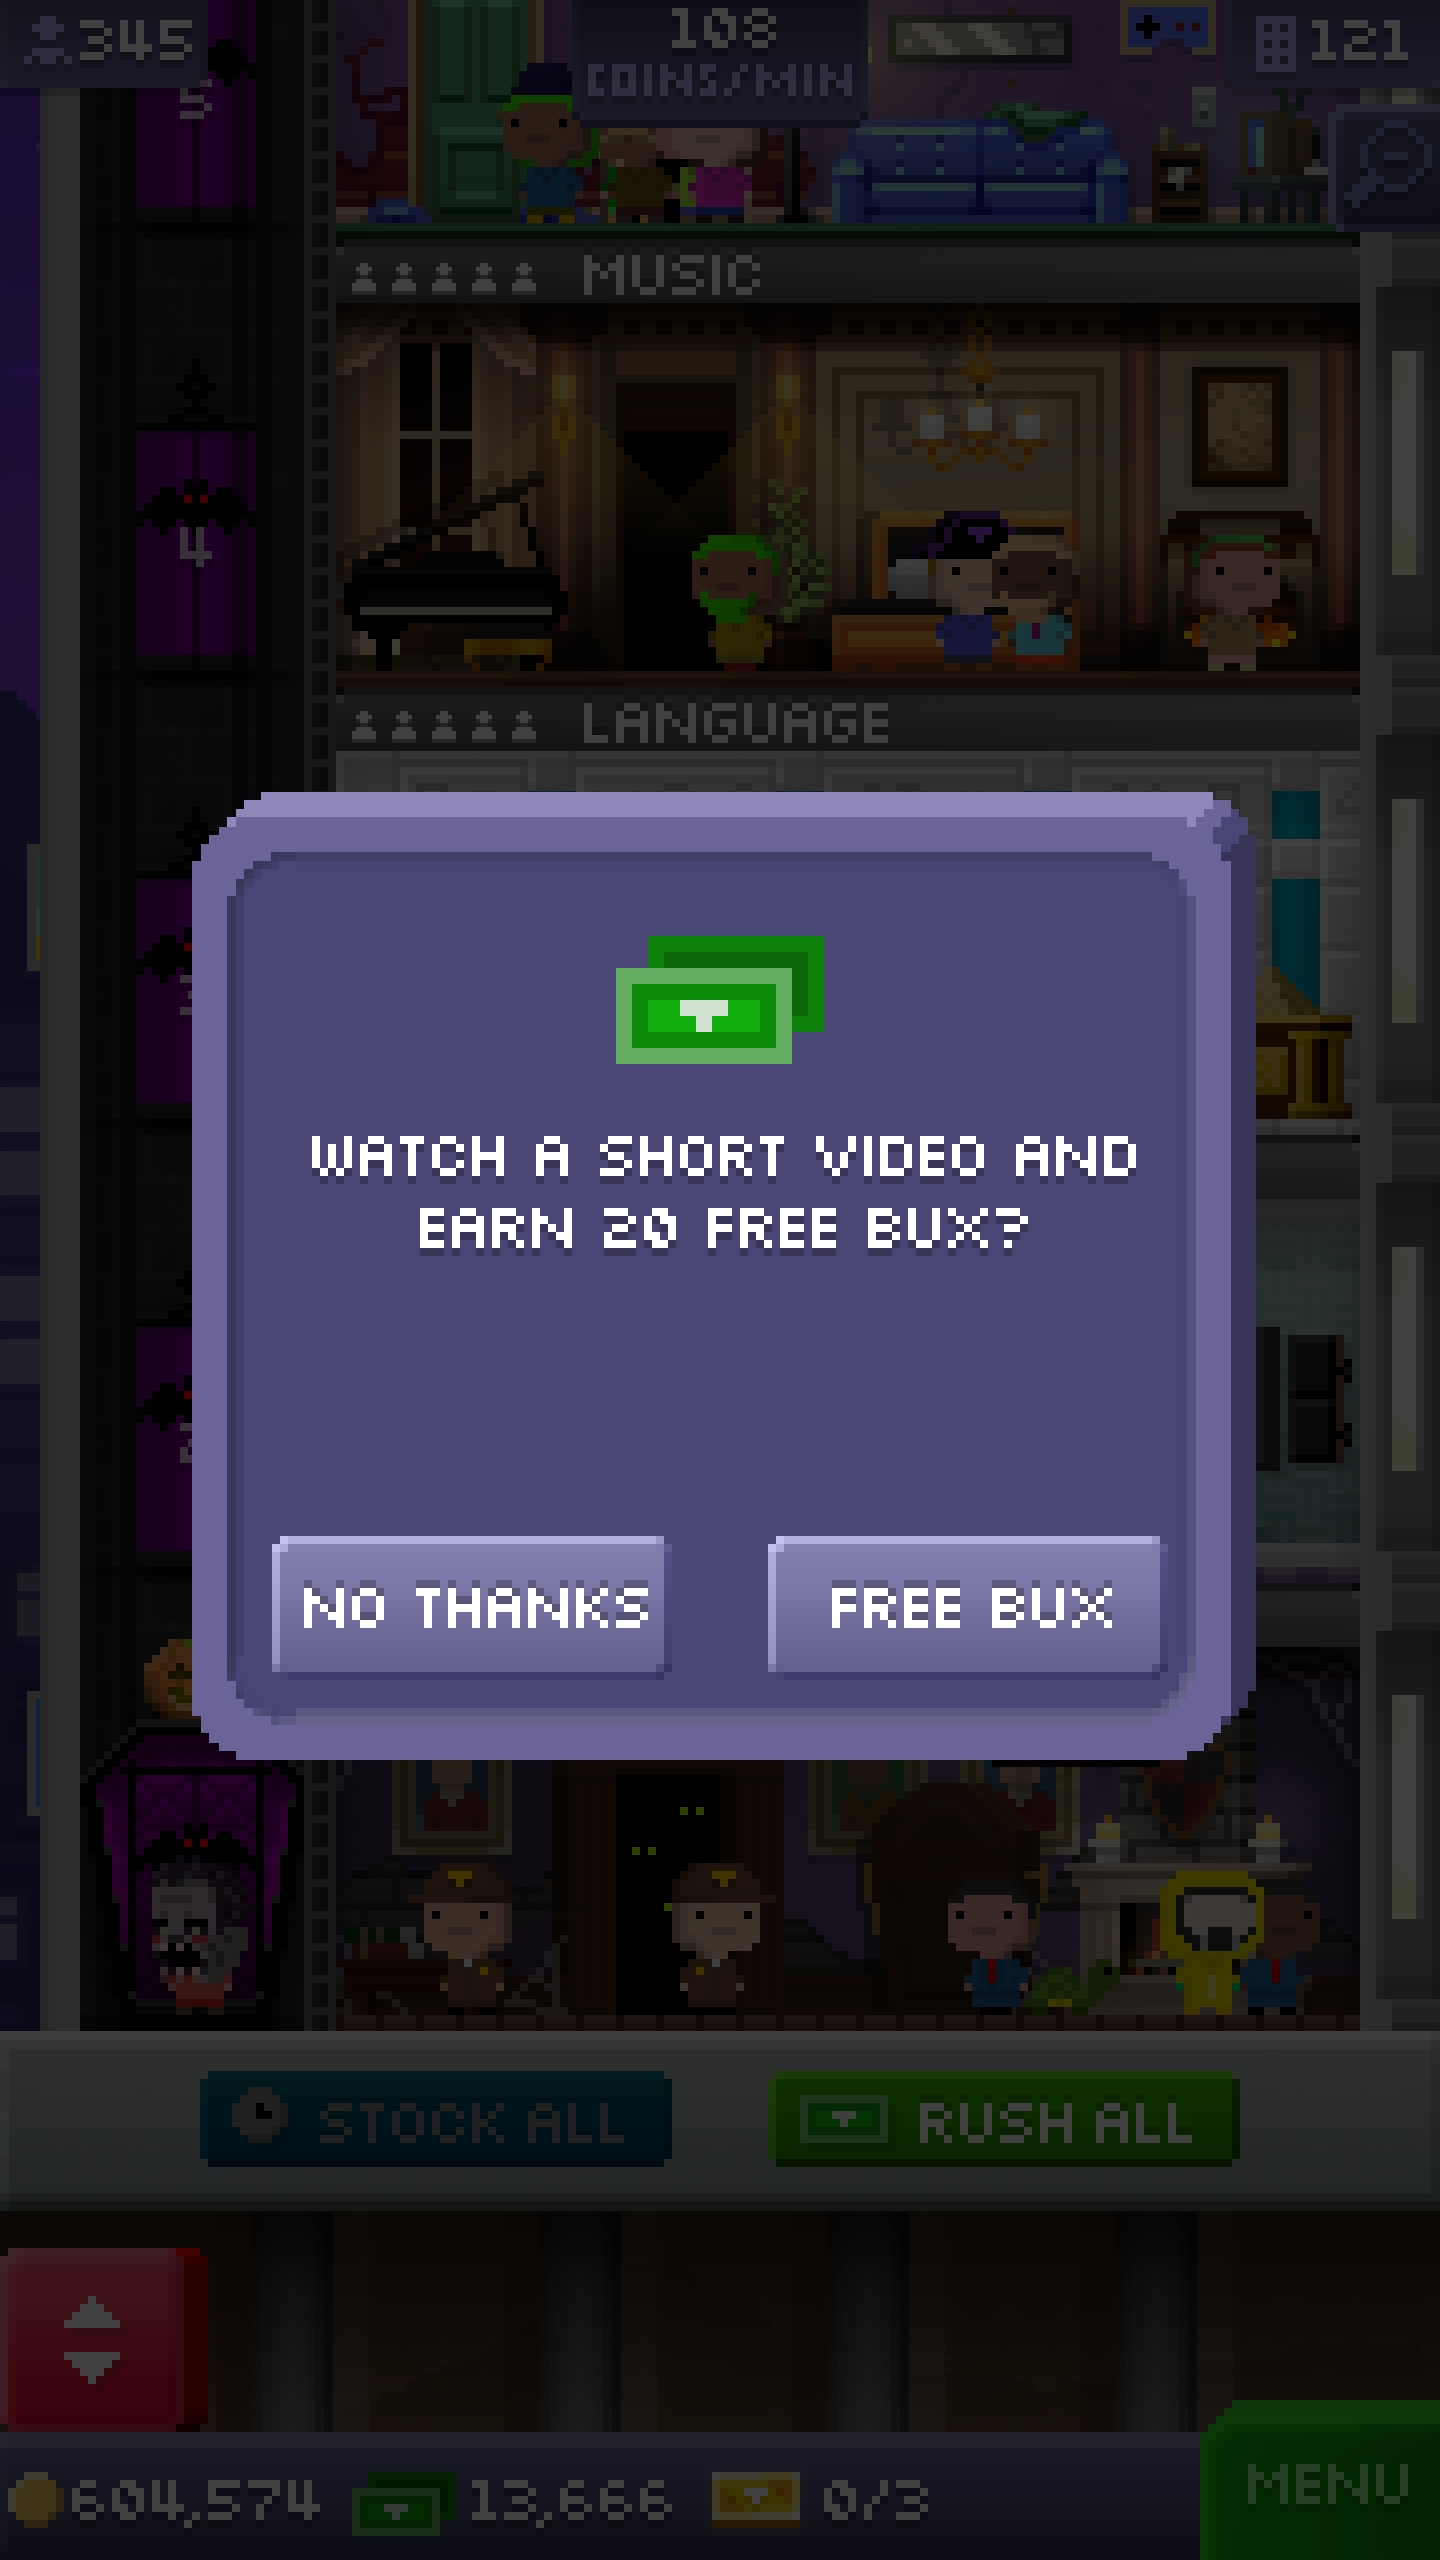 345
108
COINS/MIN
121
5
MUSIC
4
LANGUAGE
WATCH A SHORT VIDEO AND
EARN 20 FREE BUX?
NO THANKS
FREE BUX
STOCK ALL
RUSH ALL
604,574
13,666
0/3
MENU